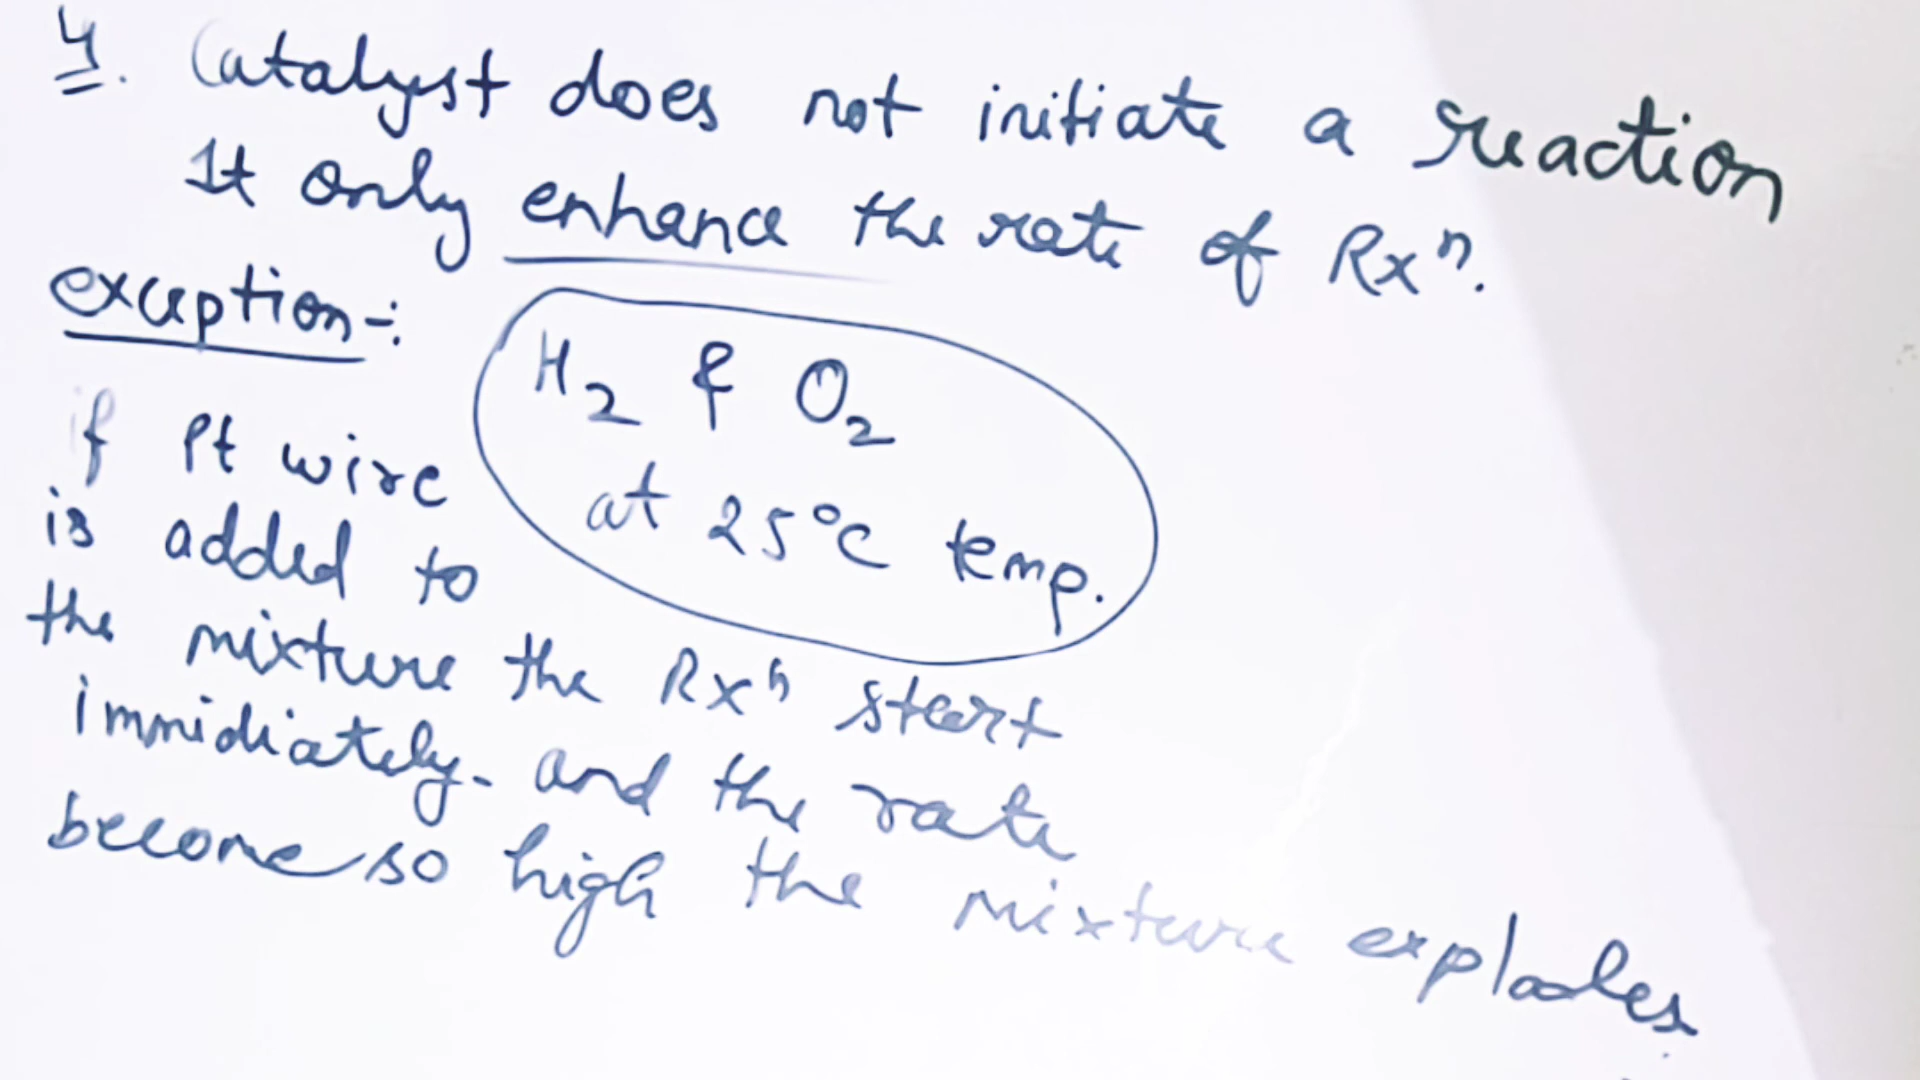 4. Catalyst does not initiate a reaction
It only enhance the rate of Rxⁿ.
exception -:
H₂ & O₂
at 25°C temp.
if Pt wire
is added to
the mixture the Rxⁿ start
immidiately - and the rate
become so high the mixture explodes.